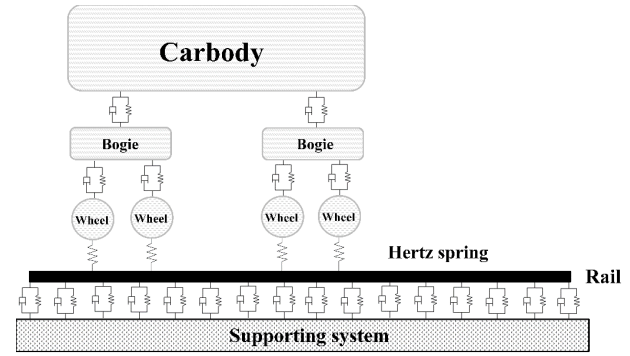 Carbody
Bogie
Bogie
Wheel
Wheel
Wheel
Wheel
Hertz spring
Rail
Supporting system